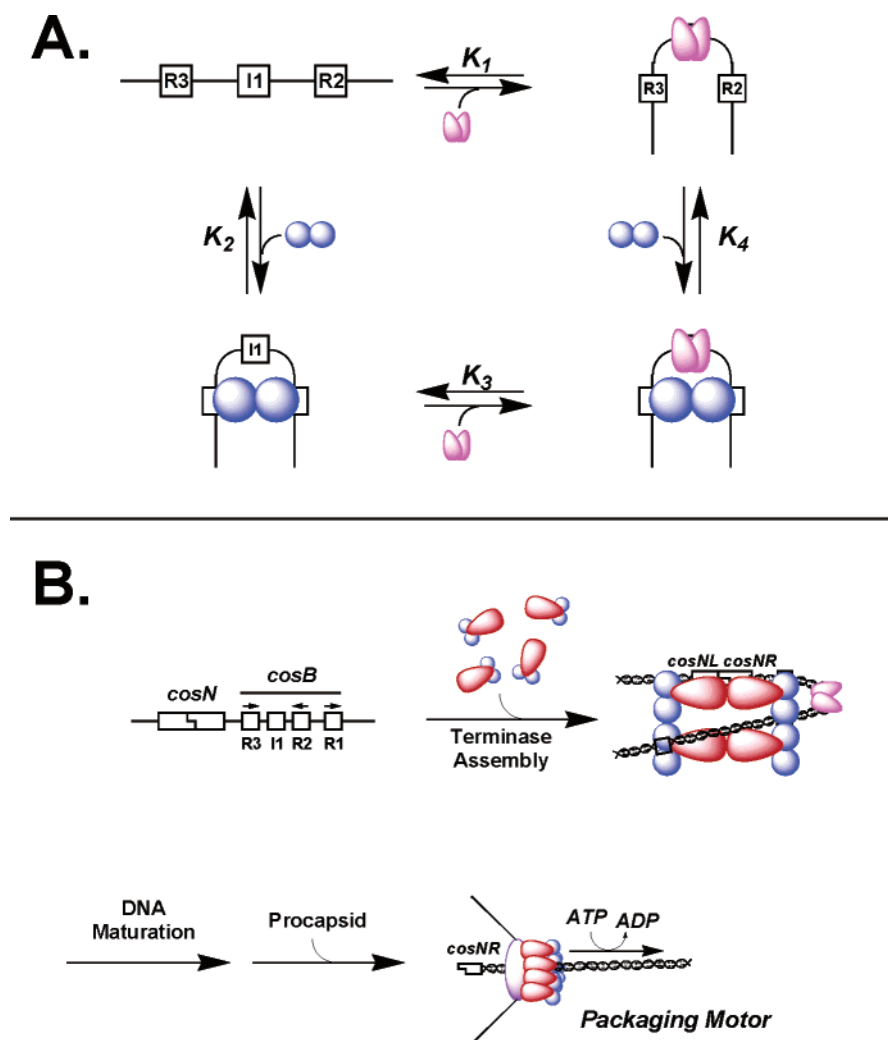 A.
R3 I1 R2
K1
R3 R2
K2
K4
I1
K3
B.
cosN cosB
R3 I1 R2 R1
Terminase
Assembly
cosNL cosNR
DNA
Maturation
Procapsid
cosNR
ATP ADP
Packaging Motor